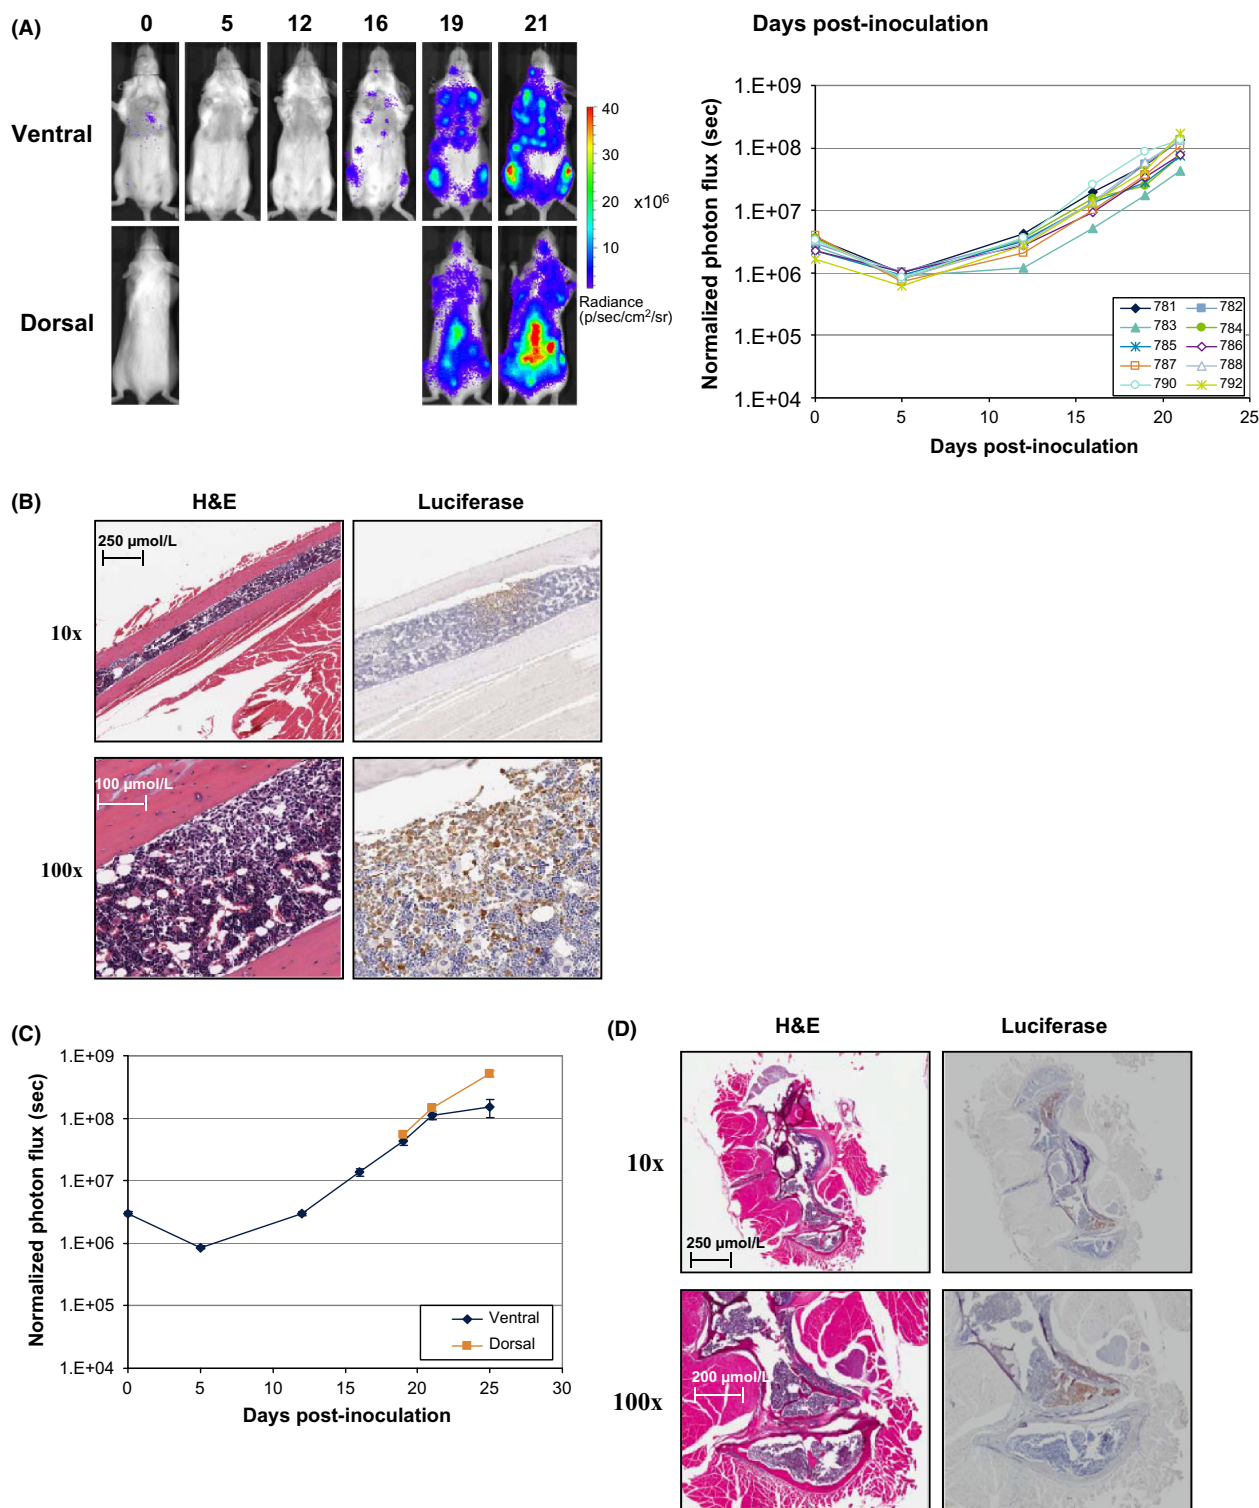 (A)
0 5 12 16 19 21
Ventral
Dorsal
40
30
20
10
x10⁶
Radiance
(p/sec/cm²/sr)
Days post-inoculation
Normalized photon flux (sec)
1.E+09
1.E+08
1.E+07
1.E+06
1.E+05
1.E+04
0 5 10 15 20 25
Days post-inoculation
781 782
783 784
785 786
787 788
790 792
(B)
H&E Luciferase
250 µmol/L
10x
100 µmol/L
100x
(C)
Normalized photon flux (sec)
1.E+09
1.E+08
1.E+07
1.E+06
1.E+05
1.E+04
0 5 10 15 20 25 30
Days post-inoculation
Ventral
Dorsal
(D)
H&E Luciferase
10x
250 µmol/L
200 µmol/L
100x